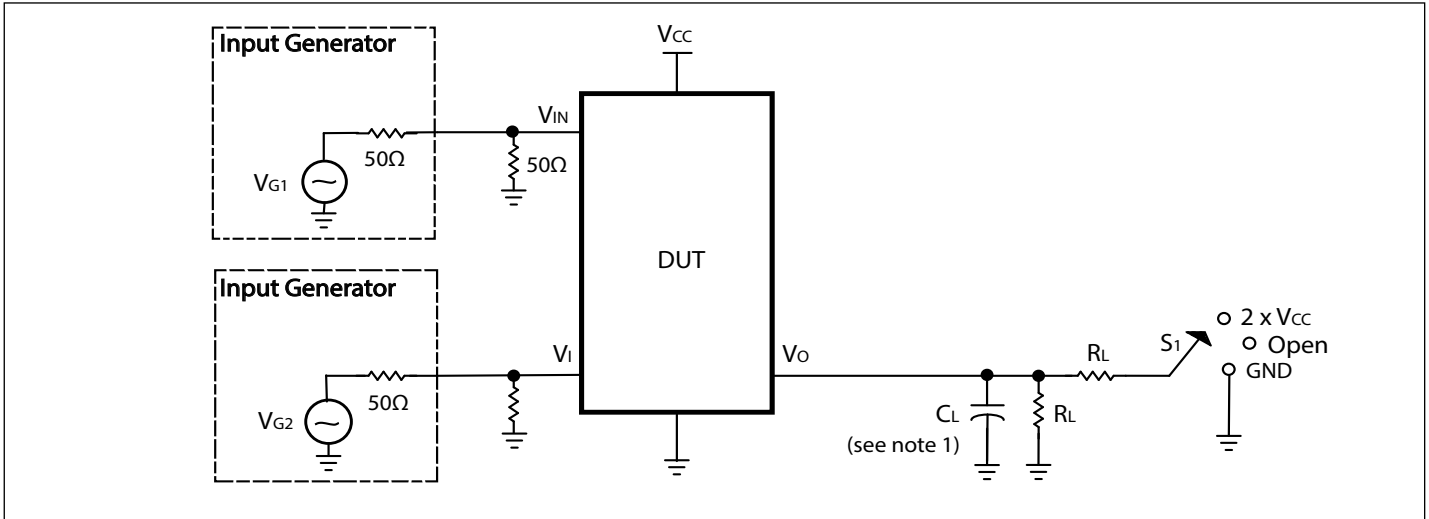 Input Generator
VCC
VIN
50Ω
50Ω
VG1
DUT
Input Generator
2 x VCC
S1
Open
VI
VO
RL
GND
50Ω
VG2
CL
RL
(see note 1)